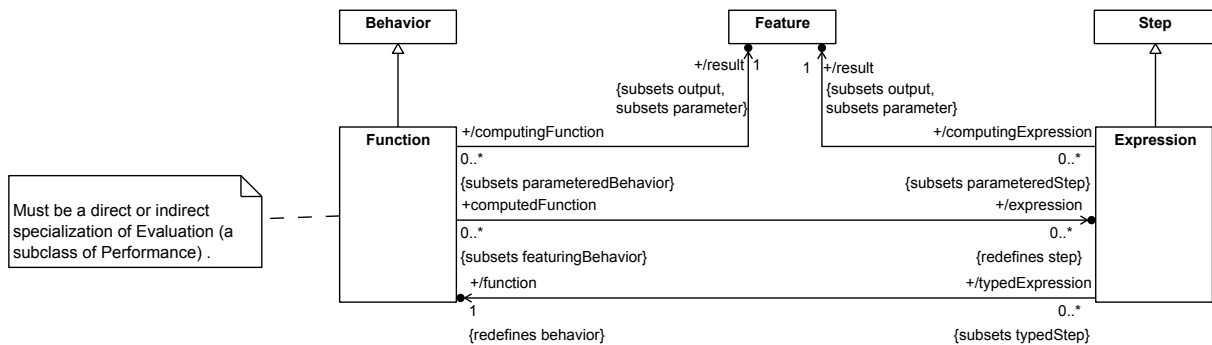 Behavior
Feature
Step
+/result 1
1 +/result
{subsets output,
subsets parameter}
{subsets output,
subsets parameter}
Function
+/computingFunction
0..*
{subsets parameteredBehavior}
+/computingExpression
0..*
{subsets parameteredStep}
Expression
Must be a direct or indirect
specialization of Evaluation (a
subclass of Performance) .
+computedFunction
0..*
{subsets featuringBehavior}
+/expression
0..*
{redefines step}
+/function
1
{redefines behavior}
+/typedExpression
0..*
{subsets typedStep}